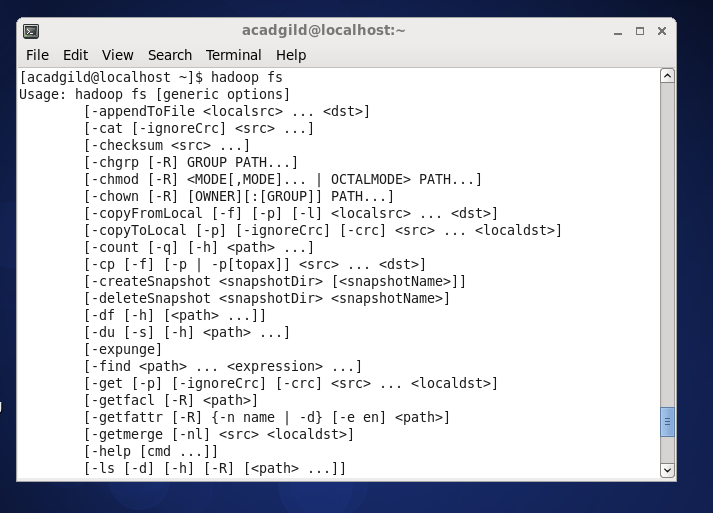 acadgild@localhost:~
File Edit View Search Terminal Help
[acadgild@localhost ~]$ hadoop fs
Usage: hadoop fs [generic options]
[-appendToFile <localsrc> ... <dst>]
[-cat [-ignoreCrc] <src> ...]
[-checksum <src> ...]
[-chgrp [-R] GROUP PATH...]
[-chmod [-R] <MODE[,MODE]... | OCTALMODE> PATH...]
[-chown [-R] [OWNER][:[GROUP]] PATH...]
[-copyFromLocal [-f] [-p] [-l] <localsrc> ... <dst>]
[-copyToLocal [-p] [-ignoreCrc] [-crc] <src> ... <localdst>]
[-count [-q] [-h] <path> ...]
[-cp [-f] [-p | -p[topax]] <src> ... <dst>]
[-createSnapshot <snapshotDir> [<snapshotName>]]
[-deleteSnapshot <snapshotDir> <snapshotName>]
[-df [-h] [<path> ...]]
[-du [-s] [-h] <path> ...]
[-expunge]
[-find <path> ... <expression> ...]
[-get [-p] [-ignoreCrc] [-crc] <src> ... <localdst>]
[-getfacl [-R] <path>]
[-getfattr [-R] {-n name | -d} [-e en] <path>]
[-getmerge [-nl] <src> <localdst>]
[-help [cmd ...]]
[-ls [-d] [-h] [-R] [<path> ...]]